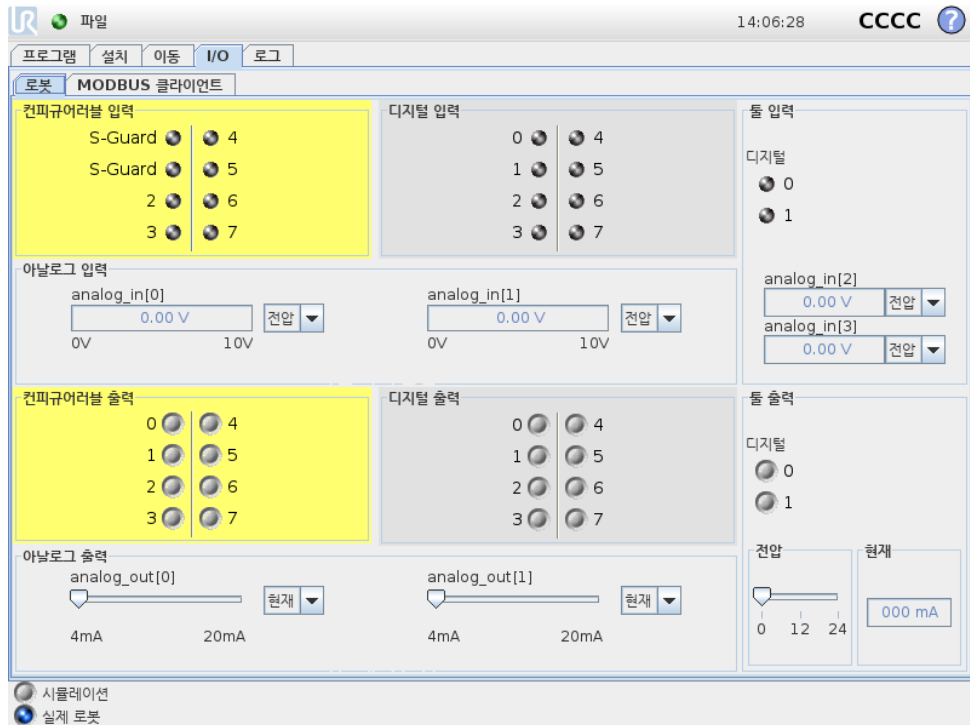 UR 파일 14:06:28 CCCC ?
프로그램 설치 이동 I/O 로그
로봇 MODBUS 클라이언트
컨피규어러블 입력 디지털 입력 툴 입력
S-Guard 4 0 4
디지털
S-Guard 5 1 5 0
2 6 2 6 1
3 7 3 7
아날로그 입력
analog_in[0] analog_in[1] analog_in[2]
0.00 V 전압 0.00 V 전압 0.00 V 전압
analog_in[3]
0V 10V 0V 10V 0.00 V 전압
컨피규어러블 출력 디지털 출력 툴 출력
0 4 0 4
디지털
1 5 1 5 0
2 6 2 6 1
3 7 3 7
아날로그 출력 전압 현재
analog_out[0] analog_out[1]
현재 현재 000 mA
4mA 20mA 4mA 20mA 0 12 24
시뮬레이션
실제 로봇